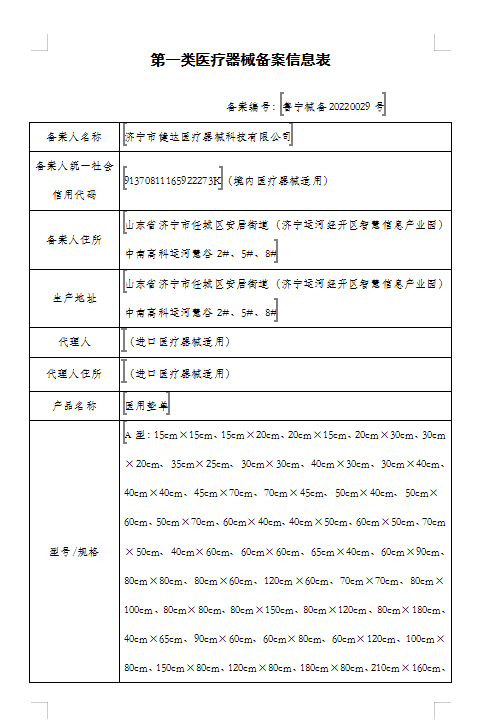 第一类医疗器械备案信息表
备案编号：鲁宁械备20220029号
备案人名称
济宁市健达医疗器械科技有限公司
备案人统一社会
信用代码
91370811165922273K（境内医疗器械适用）
备案人住所
山东省济宁市任城区安居街道（济宁运河经开区智慧信息产业园）
中南高科运河慧谷2#、5#、8#
生产地址
山东省济宁市任城区安居街道（济宁运河经开区智慧信息产业园）
中南高科运河慧谷2#、5#、8#
代理人
（进口医疗器械适用）
代理人住所
（进口医疗器械适用）
产品名称
医用垫单
型号/规格
A型：15cm×15cm、15cm×20cm、20cm×15cm、20cm×30cm、30cm
×20cm、35cm×25cm、30cm×30cm、40cm×30cm、30cm×40cm、
40cm×40cm、45cm×70cm、70cm×45cm、50cm×40cm、50cm×
60cm、50cm×70cm、60cm×40cm、40cm×50cm、60cm×50cm、70cm
×50cm、40cm×60cm、60cm×60cm、65cm×40cm、60cm×90cm、
80cm×80cm、80cm×60cm、120cm×60cm、70cm×70cm、80cm×
100cm、80cm×80cm、80cm×150cm、80cm×120cm、80cm×180cm、
40cm×65cm、90cm×60cm、60cm×80cm、60cm×120cm、100cm×
80cm、150cm×80cm、120cm×80cm、180cm×80cm、210cm×160cm、